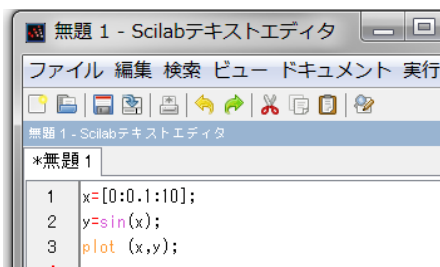 無題 1 - Scilabテキストエディタ
ファイル 編集 検索 ビュー ドキュメント 実行
無題 1 - Scilabテキストエディタ
*無題 1
1 x=[0:0.1:10];
2 y=sin(x);
3 plot (x,y);